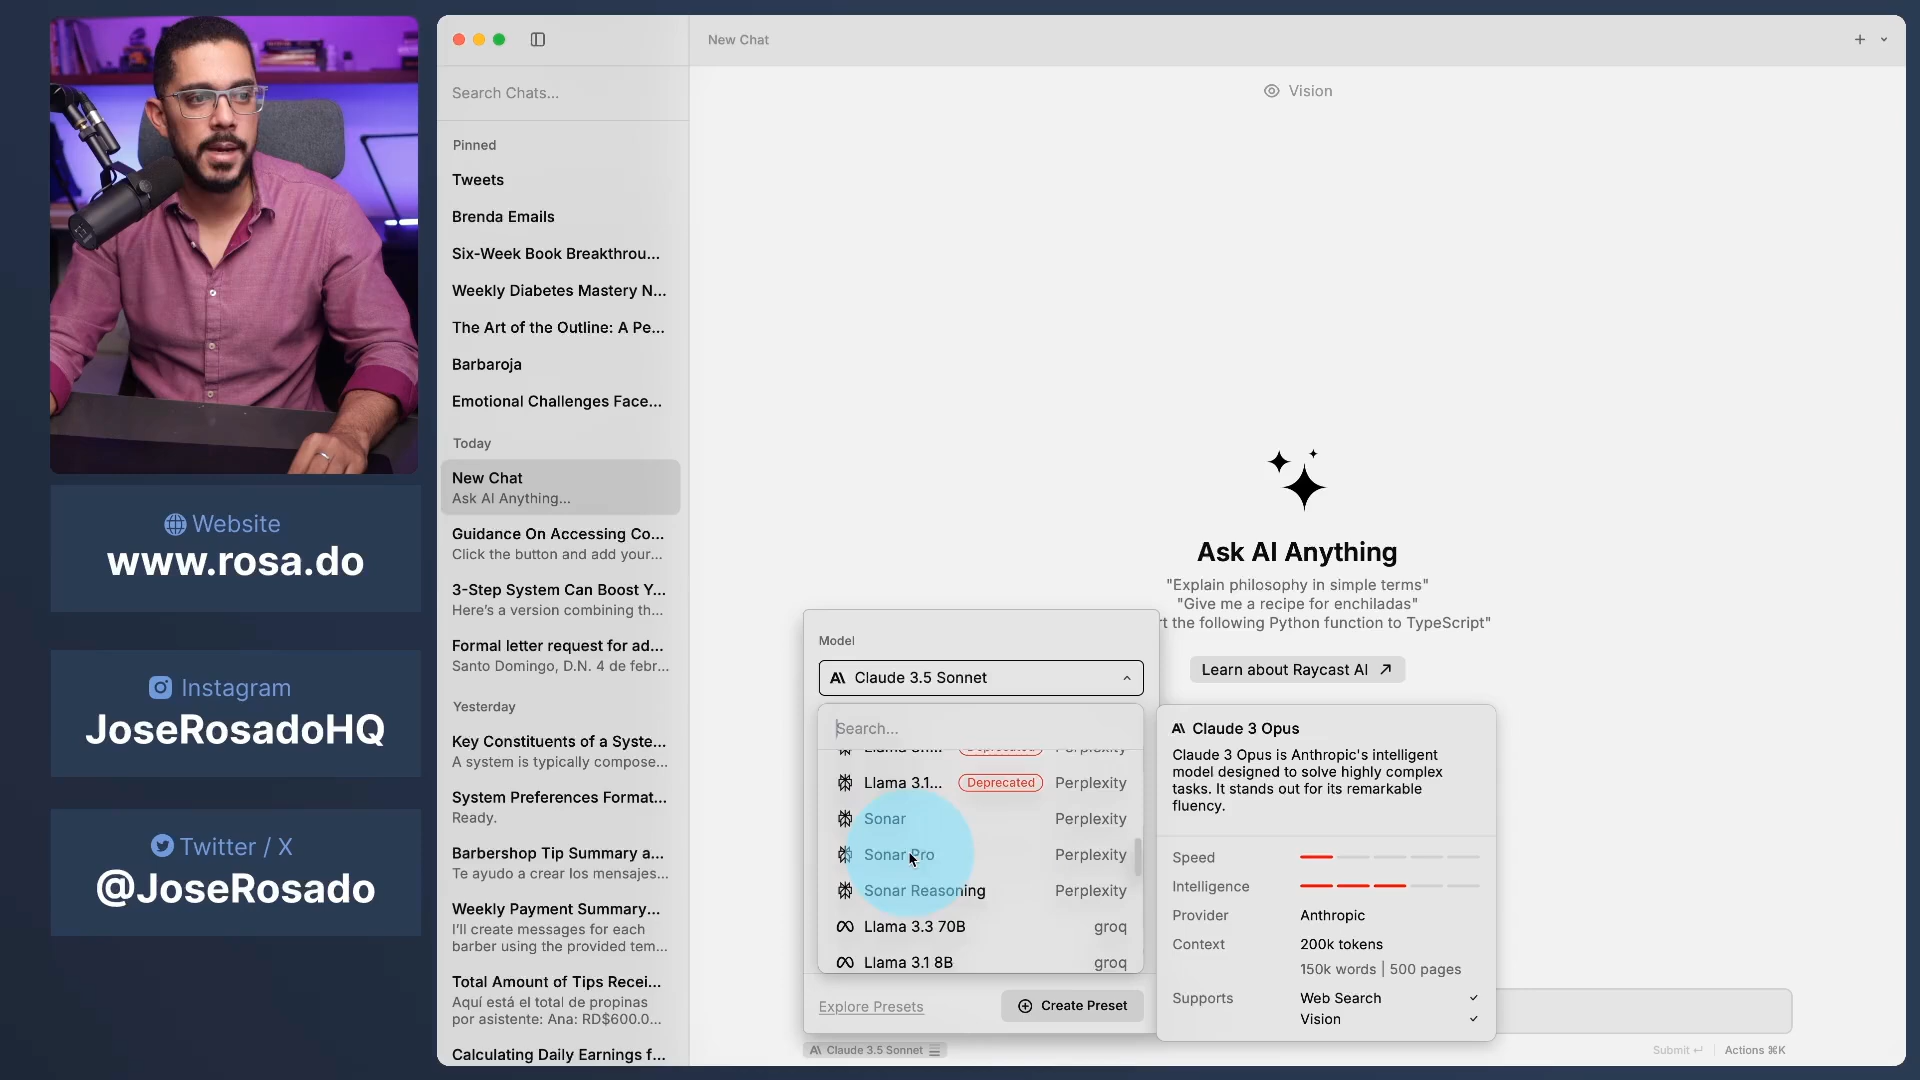 Website
www.rosa.do
Instagram
JoseRosadoHQ
Twitter / X
@JoseRosado
Search Chats...
Pinned
Tweets
Brenda Emails
Six-Week Book Breakthrou...
Weekly Diabetes Mastery N...
The Art of the Outline: A Pe...
Barbaroja
Emotional Challenges Face...
Today
New Chat
Ask AI Anything...
Guidance On Accessing Co...
Click the button and add your...
3-Step System Can Boost Y...
Here's a version combining th...
Formal letter request for ad...
Santo Domingo, D.N. 4 de febr...
Yesterday
Key Constituents of a Syste...
A system is typically compose...
System Preferences Format...
Ready.
Barbershop Tip Summary a...
Te ayudo a crear los mensajes...
Weekly Payment Summary...
I'll create messages for each
barber using the provided tem...
Total Amount of Tips Recei...
Aquí está el total de propinas
por asistente: Ana: RD$600.0...
Calculating Daily Earnings f...
New Chat
Vision
Ask AI Anything
"Explain philosophy in simple terms"
"Give me a recipe for enchiladas"
the following Python function to TypeScript"
Learn about Raycast AI
Model
Claude 3.5 Sonnet
Search...
Llama 3.1... Deprecated Perplexity
Sonar Perplexity
Sonar Pro Perplexity
Sonar Reasoning Perplexity
Llama 3.3 70B groq
Llama 3.1 8B groq
Explore Presets
Create Preset
Claude 3 Opus
Claude 3 Opus is Anthropic's intelligent
model designed to solve highly complex
tasks. It stands out for its remarkable
fluency.
Speed
Intelligence
Provider Anthropic
Context 200k tokens
150k words | 500 pages
Supports Web Search
Vision
Claude 3.5 Sonnet
Submit
Actions ⌘K